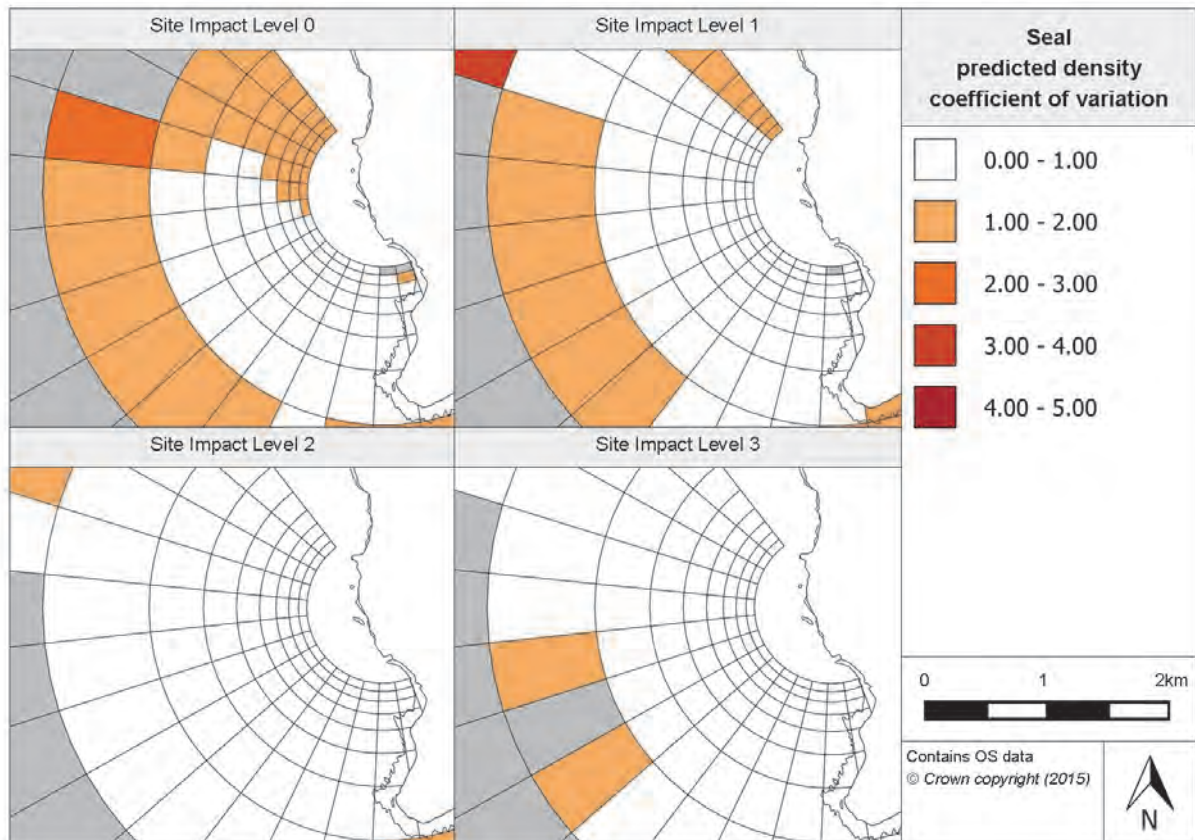 Site Impact Level 0
Site Impact Level 1
Site Impact Level 2
Site Impact Level 3
Seal
predicted density
coefficient of variation
0.00 - 1.00
1.00 - 2.00
2.00 - 3.00
3.00 - 4.00
4.00 - 5.00
0 1 2km
Contains OS data
© Crown copyright (2015)
N